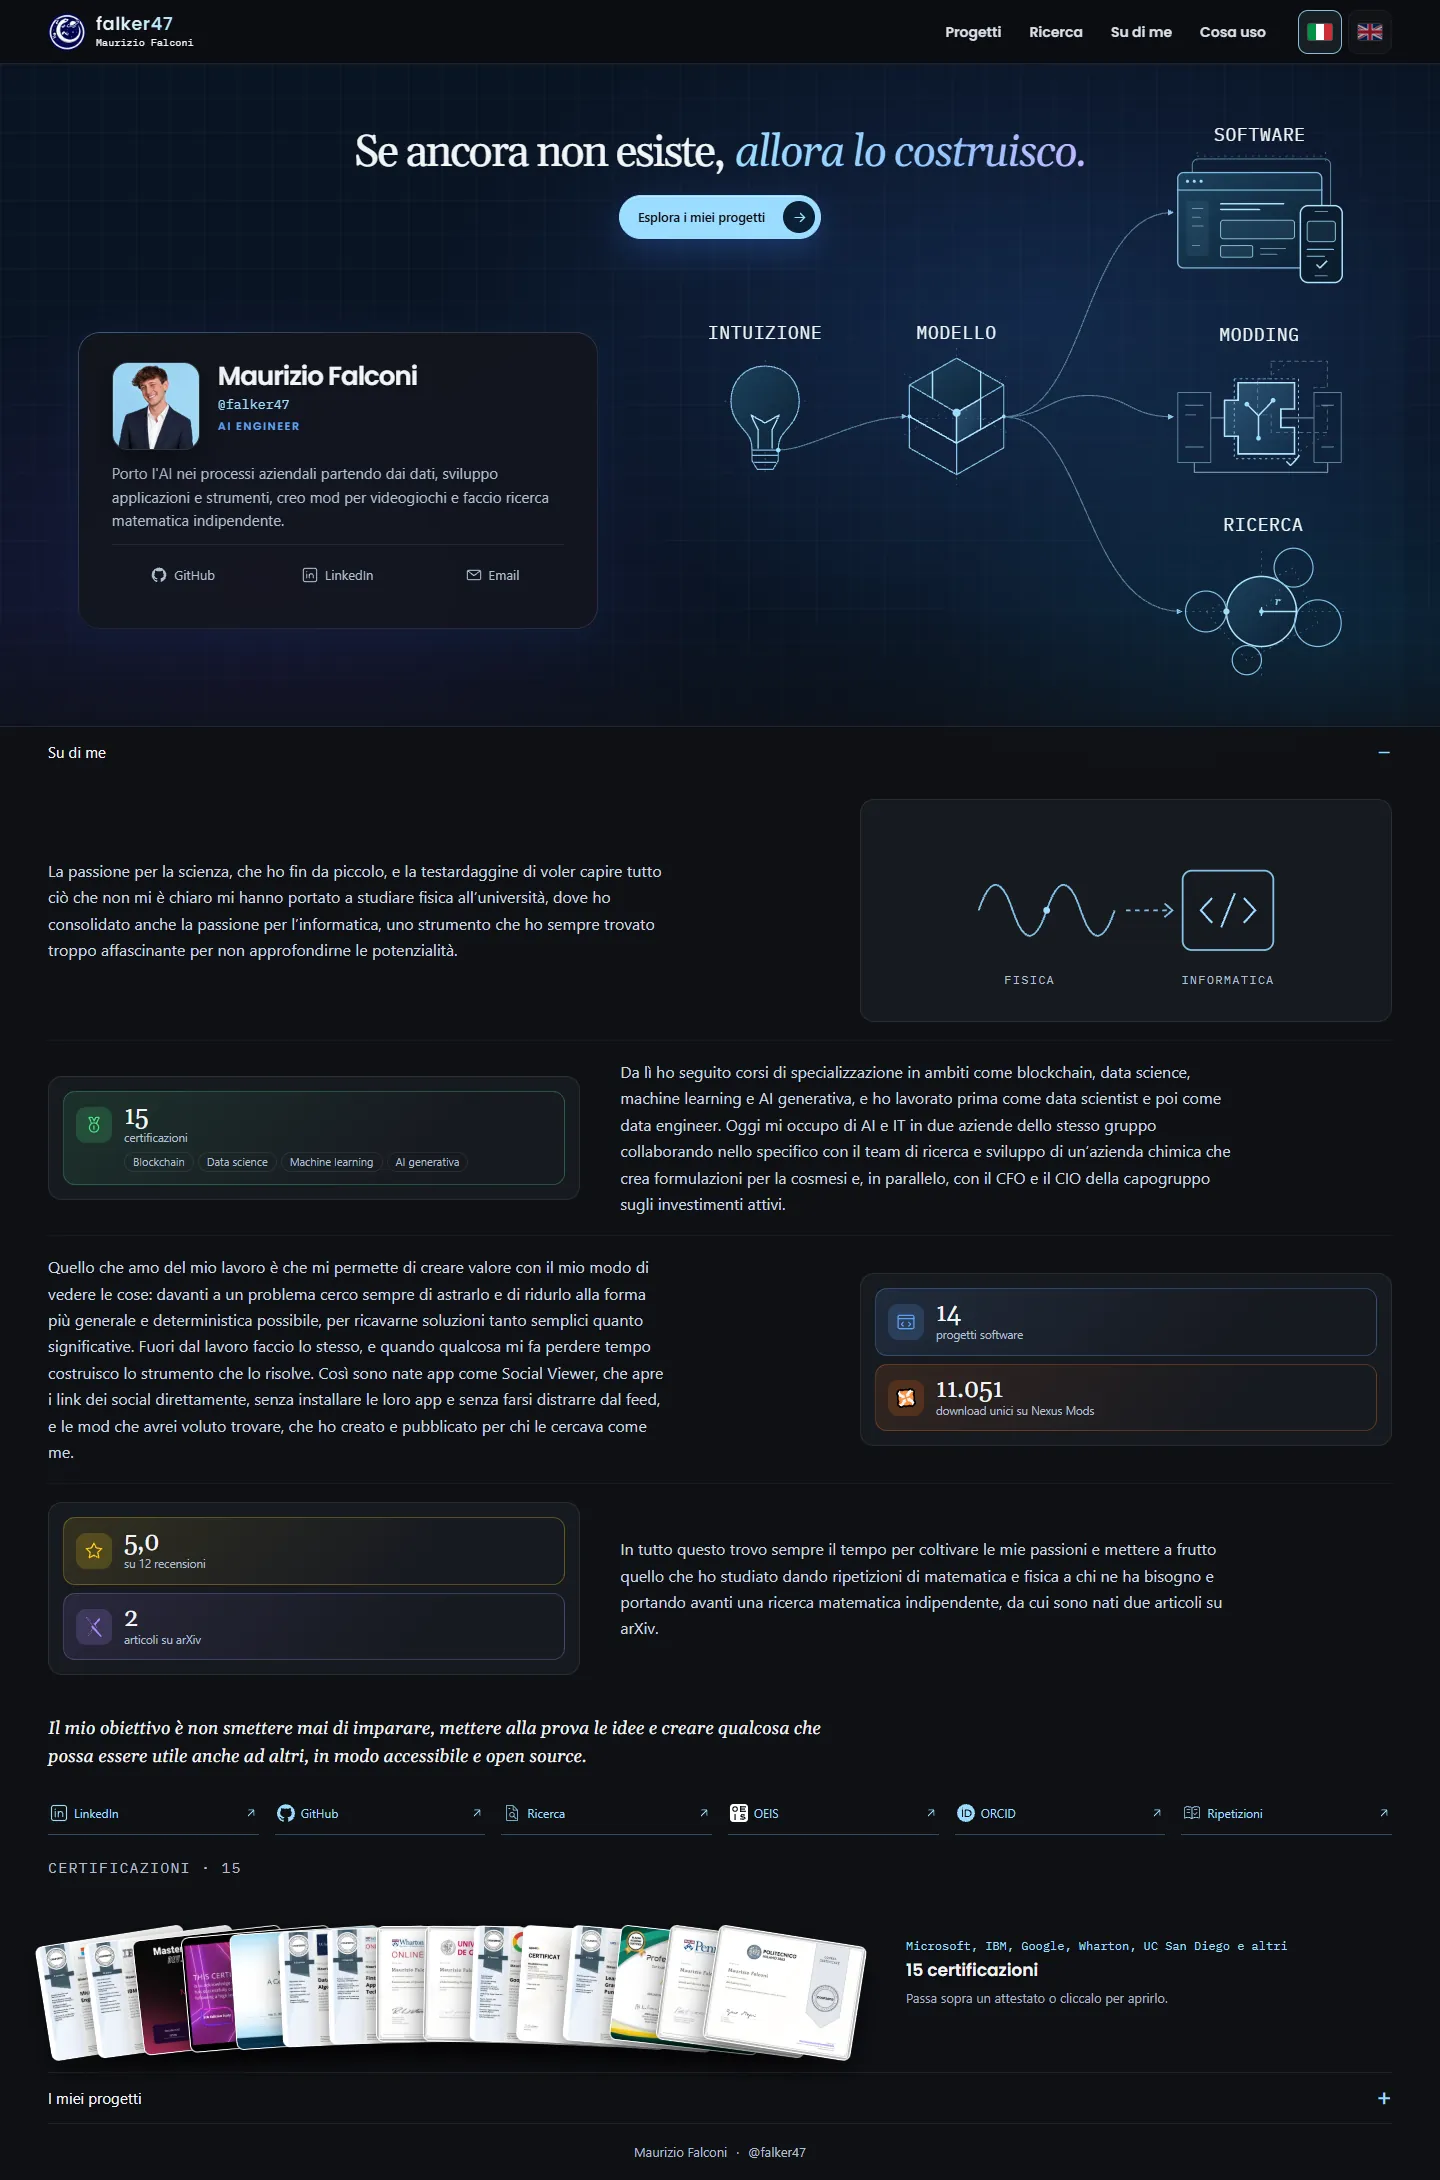 falker47
Maurizio Falconi
Progetti
Ricerca
Su di me
Cosa uso
Se ancora non esiste, allora lo costruisco.
Esplora i miei progetti
SOFTWARE
INTUIZIONE
MODELLO
MODDING
RICERCA
r
Maurizio Falconi
@falker47
AI ENGINEER
Porto l'AI nei processi aziendali partendo dai dati, sviluppo
applicazioni e strumenti, creo mod per videogiochi e faccio ricerca
matematica indipendente.
GitHub
LinkedIn
Email
Su di me
La passione per la scienza, che ho fin da piccolo, e la testardaggine di voler capire tutto
ciò che non mi è chiaro mi hanno portato a studiare fisica all’università, dove ho
consolidato anche la passione per l’informatica, uno strumento che ho sempre trovato
troppo affascinante per non approfondirne le potenzialità.
FISICA
INFORMATICA
15
certificazioni
Blockchain
Data science
Machine learning
AI generativa
Da lì ho seguito corsi di specializzazione in ambiti come blockchain, data science,
machine learning e AI generativa, e ho lavorato prima come data scientist e poi come
data engineer. Oggi mi occupo di AI e IT in due aziende dello stesso gruppo
collaborando nello specifico con il team di ricerca e sviluppo di un’azienda chimica che
crea formulazioni per la cosmesi e, in parallelo, con il CFO e il CIO della capogruppo
sugli investimenti attivi.
Quello che amo del mio lavoro è che mi permette di creare valore con il mio modo di
vedere le cose: davanti a un problema cerco sempre di astrarlo e di ridurlo alla forma
più generale e deterministica possibile, per ricavarne soluzioni tanto semplici quanto
significative. Fuori dal lavoro faccio lo stesso, e quando qualcosa mi fa perdere tempo
costruisco lo strumento che lo risolve. Così sono nate app come Social Viewer, che apre
i link dei social direttamente, senza installare le loro app e senza farsi distrarre dal feed,
e le mod che avrei voluto trovare, che ho creato e pubblicato per chi le cercava come
me.
14
progetti software
11.051
download unici su Nexus Mods
5,0
su 12 recensioni
2
articoli su arXiv
In tutto questo trovo sempre il tempo per coltivare le mie passioni e mettere a frutto
quello che ho studiato dando ripetizioni di matematica e fisica a chi ne ha bisogno e
portando avanti una ricerca matematica indipendente, da cui sono nati due articoli su
arXiv.
Il mio obiettivo è non smettere mai di imparare, mettere alla prova le idee e creare qualcosa che
possa essere utile anche ad altri, in modo accessibile e open source.
LinkedIn
GitHub
Ricerca
OEIS
ORCID
Ripetizioni
CERTIFICAZIONI · 15
Wharton
ONLINE
POLITECNICO
Maurizio Falconi
Microsoft, IBM, Google, Wharton, UC San Diego e altri
15 certificazioni
Passa sopra un attestato o cliccalo per aprirlo.
I miei progetti
Maurizio Falconi · @falker47